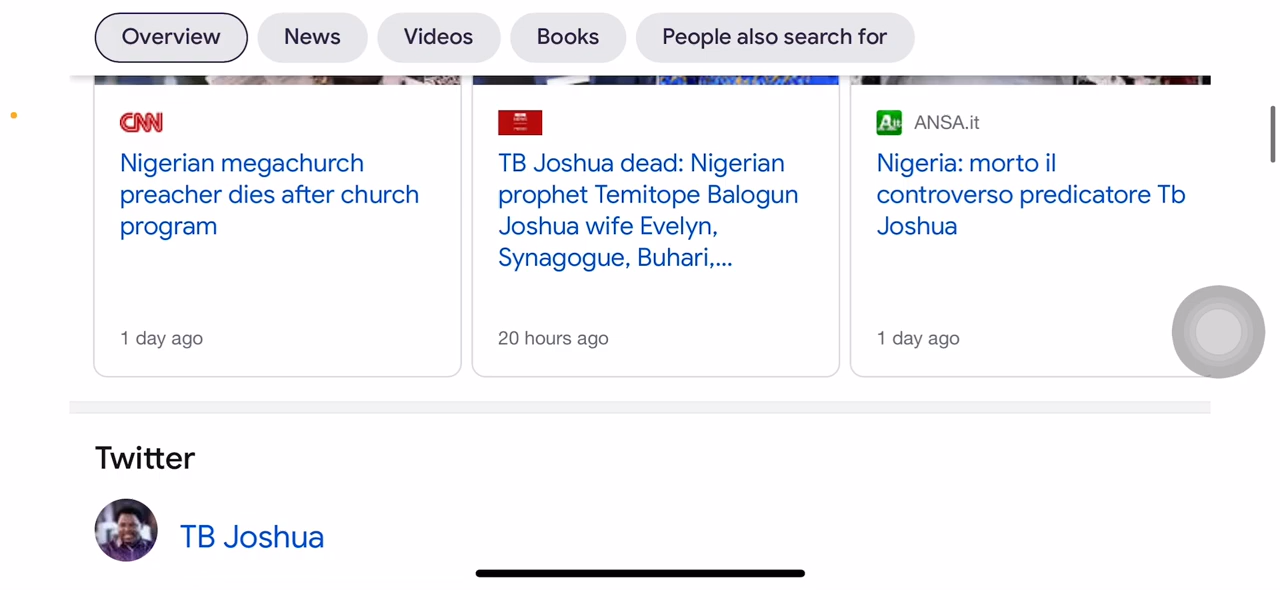 Overview News Videos Books People also search for
CNN
Nigerian megachurch
preacher dies after church
program
1 day ago
TB Joshua dead: Nigerian
prophet Temitope Balogun
Joshua wife Evelyn,
Synagogue, Buhari,...
20 hours ago
ANSA.it
Nigeria: morto il
controverso predicatore Tb
Joshua
1 day ago
Twitter
TB Joshua